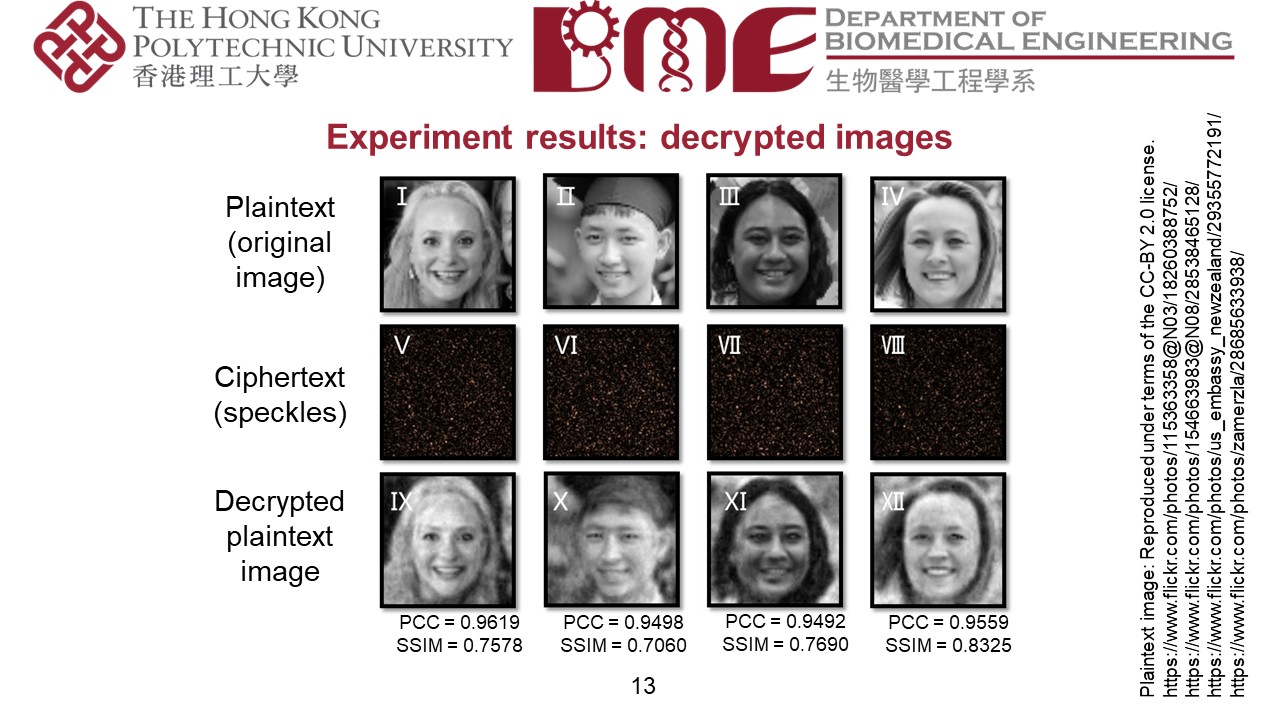 THE HONG KONG
POLYTECHNIC UNIVERSITY
香港理工大學
BME
DEPARTMENT OF
BIOMEDICAL ENGINEERING
生物醫學工程學系
Experiment results: decrypted images
Plaintext
(original
image)
Ⅰ
Ⅱ
Ⅲ
Ⅳ
Ciphertext
(speckles)
Ⅴ
Ⅵ
Ⅶ
Ⅷ
Decrypted
plaintext
image
Ⅸ
Ⅹ
Ⅺ
Ⅻ
PCC = 0.9619
SSIM = 0.7578
PCC = 0.9498
SSIM = 0.7060
PCC = 0.9492
SSIM = 0.7690
PCC = 0.9559
SSIM = 0.8325
13
Plaintext image: Reproduced under terms of the CC-BY 2.0 license.
https://www.flickr.com/photos/115363358@N03/18260388752/
https://www.flickr.com/photos/154663983@N08/28538465128/
https://www.flickr.com/photos/us_embassy_newzealand/29355772191/
https://www.flickr.com/photos/zamerzla/28685633938/